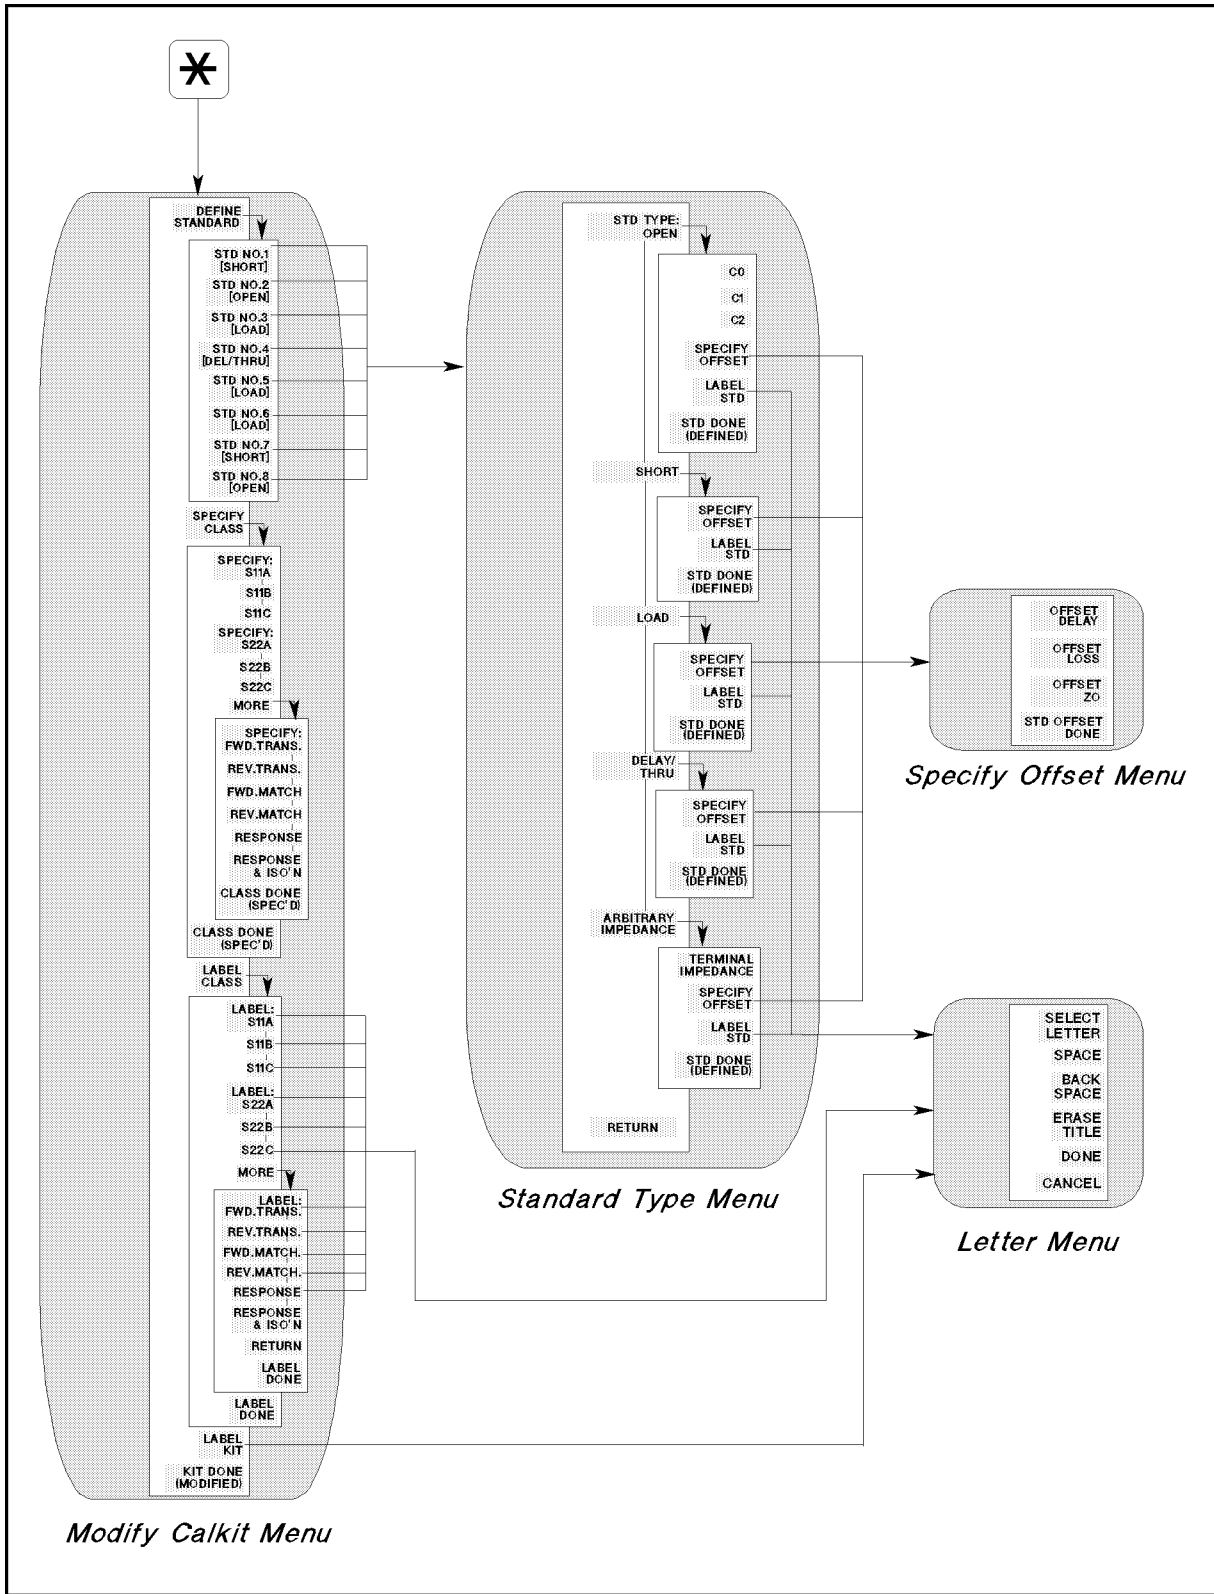 *
DEFINE
STANDARD
STD NO.1
[SHORT]
STD NO.2
[OPEN]
STD NO.3
[LOAD]
STD NO.4
[DEL/THRU]
STD NO.5
[LOAD]
STD NO.6
[LOAD]
STD NO.7
[SHORT]
STD NO.8
[OPEN]
SPECIFY
CLASS
SPECIFY:
S11A
S11B
S11C
SPECIFY:
S22A
S22B
S22C
MORE
SPECIFY:
FWD.TRANS.
REV.TRANS.
FWD.MATCH
REV.MATCH
RESPONSE
RESPONSE
& ISO'N
CLASS DONE
(SPEC'D)
CLASS DONE
(SPEC'D)
LABEL
CLASS
LABEL:
S11A
S11B
S11C
LABEL:
S22A
S22B
S22C
MORE
LABEL:
FWD.TRANS.
REV.TRANS.
FWD.MATCH.
REV.MATCH.
RESPONSE
RESPONSE
& ISO'N
RETURN
LABEL
DONE
LABEL
DONE
LABEL
KIT
KIT DONE
(MODIFIED)
Modify Calkit Menu
STD TYPE:
OPEN
C0
C1
C2
SPECIFY
OFFSET
LABEL
STD
STD DONE
(DEFINED)
SHORT
SPECIFY
OFFSET
LABEL
STD
STD DONE
(DEFINED)
LOAD
SPECIFY
OFFSET
LABEL
STD
STD DONE
(DEFINED)
DELAY/
THRU
SPECIFY
OFFSET
LABEL
STD
STD DONE
(DEFINED)
ARBITRARY
IMPEDANCE
TERMINAL
IMPEDANCE
SPECIFY
OFFSET
LABEL
STD
STD DONE
(DEFINED)
RETURN
Standard Type Menu
OFFSET
DELAY
OFFSET
LOSS
OFFSET
ZO
STD OFFSET
DONE
Specify Offset Menu
SELECT
LETTER
SPACE
BACK
SPACE
ERASE
TITLE
DONE
CANCEL
Letter Menu